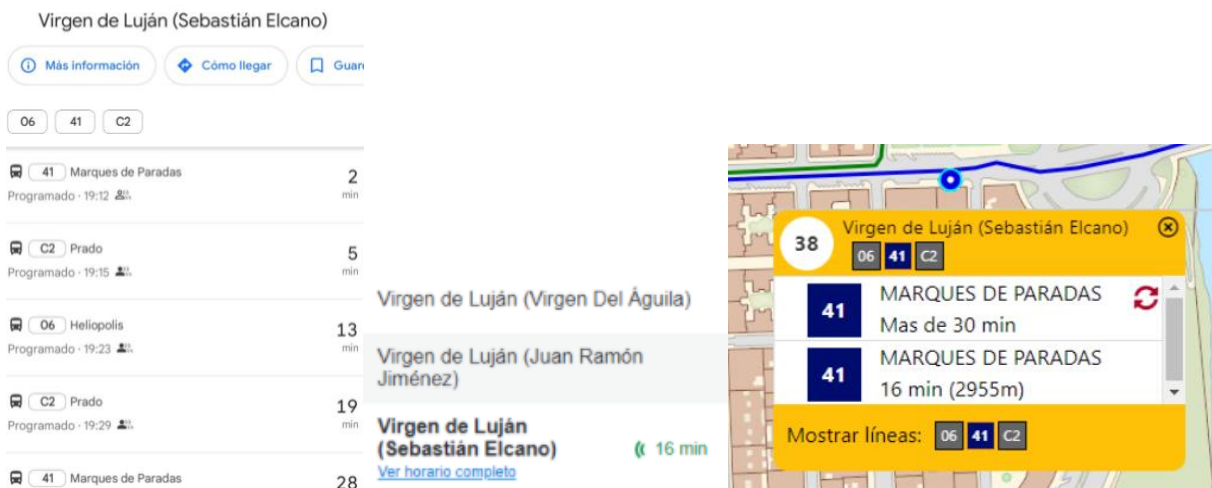 Virgen de Luján (Sebastián Elcano)
Más información
Cómo llegar
Guar
06
41
C2
41 Marques de Paradas
2
Programado · 19:12
min
C2 Prado
5
Programado · 19:15
min
06 Heliopolis
13
Programado · 19:23
min
C2 Prado
19
Programado · 19:29
min
41 Marques de Paradas
28
Virgen de Luján (Virgen Del Águila)
Virgen de Luján (Juan Ramón
Jiménez)
Virgen de Luján
(Sebastián Elcano)
16 min
Ver horario completo
38
Virgen de Luján (Sebastián Elcano)
06 41 C2
41
MARQUES DE PARADAS
Mas de 30 min
41
MARQUES DE PARADAS
16 min (2955m)
Mostrar líneas: 06 41 C2